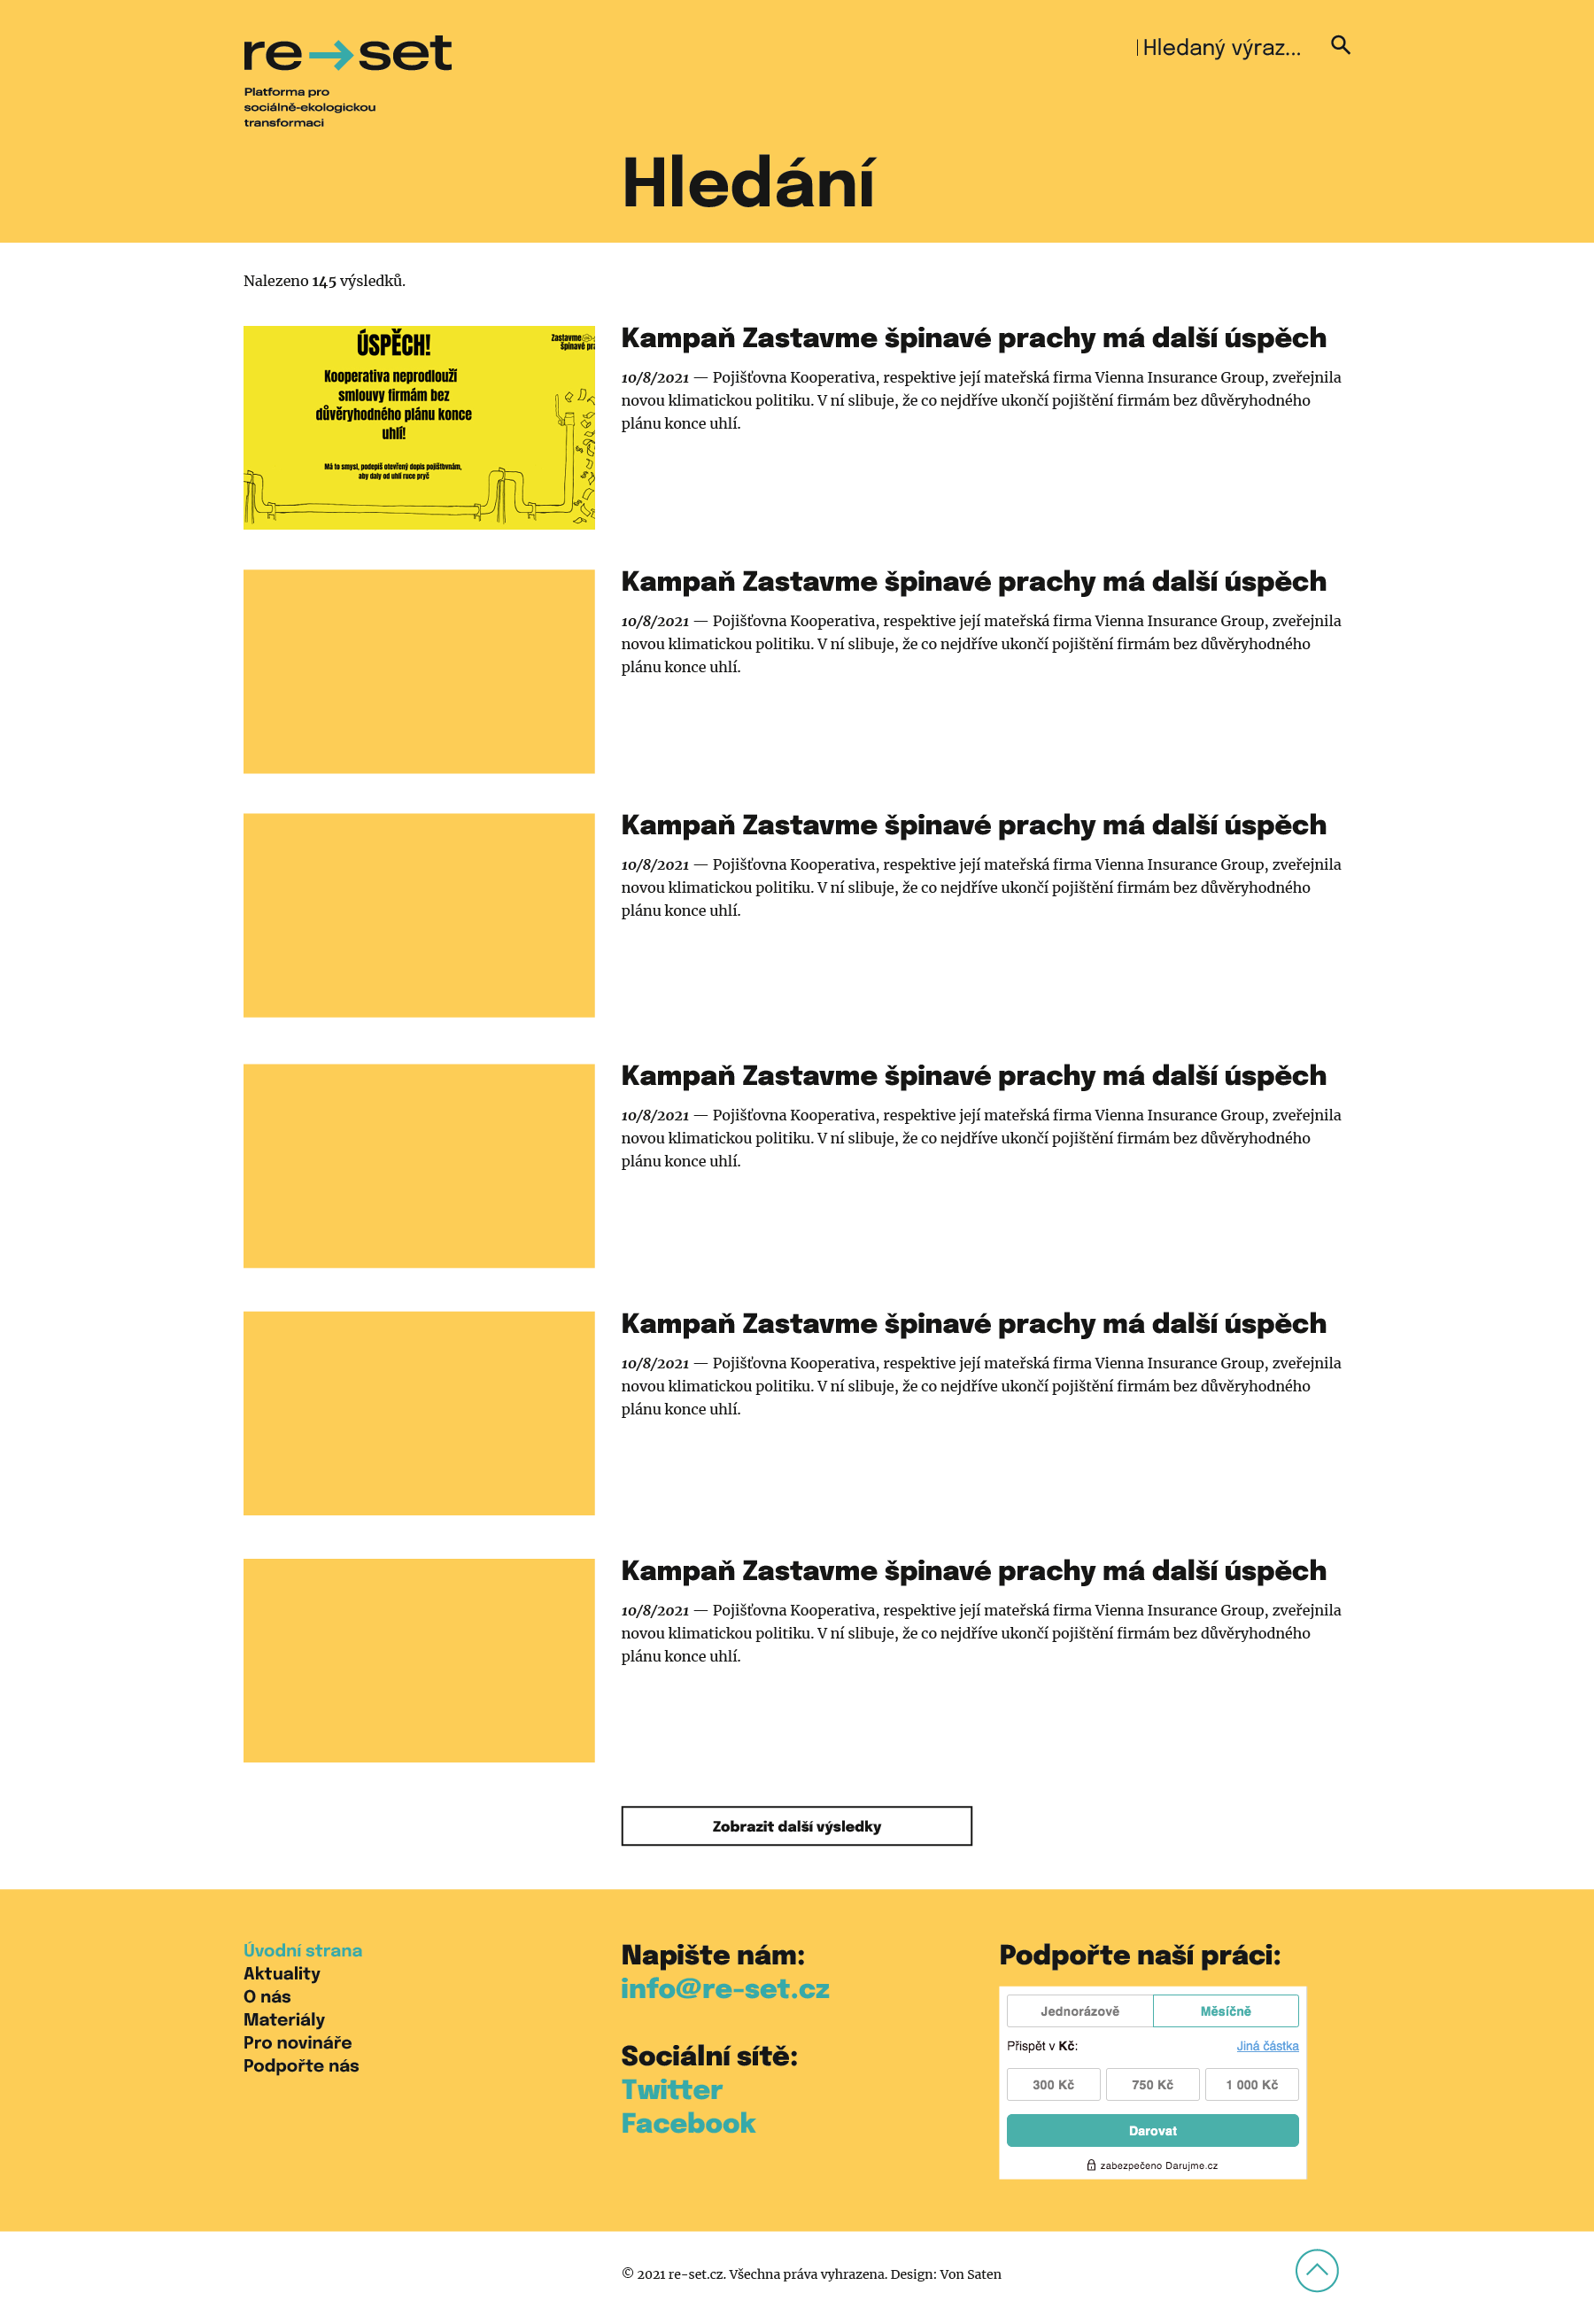 re→set
Platforma pro
sociálně-ekologickou
transformaci
Hledaný výraz...
Hledání
Nalezeno 145 výsledků.
ÚSPĚCH!
Zastavme
špinavé pra
Kooperativa neprodlouží
smlouvy firmám bez
důvěryhodného plánu konce
uhlí!
Má to smysl, podepiš otevřený dopis pojišťovnám,
aby daly od uhlí ruce pryč
Kampaň Zastavme špinavé prachy má další úspěch
10/8/2021 — Pojišťovna Kooperativa, respektive její mateřská firma Vienna Insurance Group, zveřejnila
novou klimatickou politiku. V ní slibuje, že co nejdříve ukončí pojištění firmám bez důvěryhodného
plánu konce uhlí.
Kampaň Zastavme špinavé prachy má další úspěch
10/8/2021 — Pojišťovna Kooperativa, respektive její mateřská firma Vienna Insurance Group, zveřejnila
novou klimatickou politiku. V ní slibuje, že co nejdříve ukončí pojištění firmám bez důvěryhodného
plánu konce uhlí.
Kampaň Zastavme špinavé prachy má další úspěch
10/8/2021 — Pojišťovna Kooperativa, respektive její mateřská firma Vienna Insurance Group, zveřejnila
novou klimatickou politiku. V ní slibuje, že co nejdříve ukončí pojištění firmám bez důvěryhodného
plánu konce uhlí.
Kampaň Zastavme špinavé prachy má další úspěch
10/8/2021 — Pojišťovna Kooperativa, respektive její mateřská firma Vienna Insurance Group, zveřejnila
novou klimatickou politiku. V ní slibuje, že co nejdříve ukončí pojištění firmám bez důvěryhodného
plánu konce uhlí.
Kampaň Zastavme špinavé prachy má další úspěch
10/8/2021 — Pojišťovna Kooperativa, respektive její mateřská firma Vienna Insurance Group, zveřejnila
novou klimatickou politiku. V ní slibuje, že co nejdříve ukončí pojištění firmám bez důvěryhodného
plánu konce uhlí.
Kampaň Zastavme špinavé prachy má další úspěch
10/8/2021 — Pojišťovna Kooperativa, respektive její mateřská firma Vienna Insurance Group, zveřejnila
novou klimatickou politiku. V ní slibuje, že co nejdříve ukončí pojištění firmám bez důvěryhodného
plánu konce uhlí.
Zobrazit další výsledky
Úvodní strana
Aktuality
O nás
Materiály
Pro novináře
Podpořte nás
Napište nám:
info@re-set.cz
Sociální sítě:
Twitter
Facebook
Podpořte naší práci:
Jednorázově
Měsíčně
Přispět v Kč:
Jiná částka
300 Kč
750 Kč
1 000 Kč
Darovat
zabezpečeno Darujme.cz
© 2021 re-set.cz. Všechna práva vyhrazena. Design: Von Saten